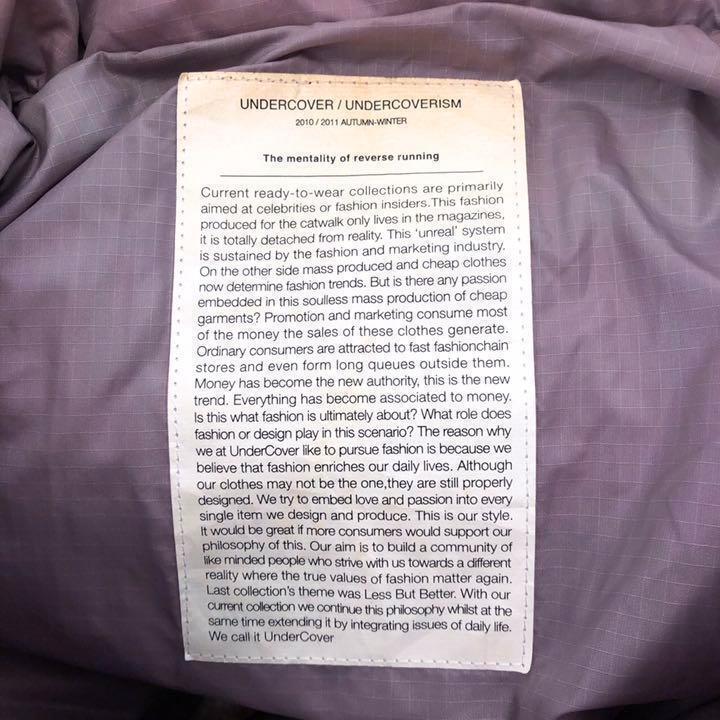 UNDERCOVER / UNDERCOVERISM
2010 / 2011 AUTUMN-WINTER
The mentality of reverse running
Current ready-to-wear collections are primarily
aimed at celebrities or fashion insiders.This fashion
produced for the catwalk only lives in the magazines,
it is totally detached from reality. This ‘unreal’ system
is sustained by the fashion and marketing industry.
On the other side mass produced and cheap clothes
now determine fashion trends. But is there any passion
embedded in this soulless mass production of cheap
garments? Promotion and marketing consume most
of the money the sales of these clothes generate.
Ordinary consumers are attracted to fast fashionchain
stores and even form long queues outside them.
Money has become the new authority, this is the new
trend. Everything has become associated to money.
Is this what fashion is ultimately about? What role does
fashion or design play in this scenario? The reason why
we at UnderCover like to pursue fashion is because we
believe that fashion enriches our daily lives. Although
our clothes may not be the one,they are still properly
designed. We try to embed love and passion into every
single item we design and produce. This is our style.
It would be great if more consumers would support our
philosophy of this. Our aim is to build a community of
like minded people who strive with us towards a different
reality where the true values of fashion matter again.
Last collection's theme was Less But Better. With our
current collection we continue this philosophy whilst at the
same time extending it by integrating issues of daily life.
We call it UnderCover